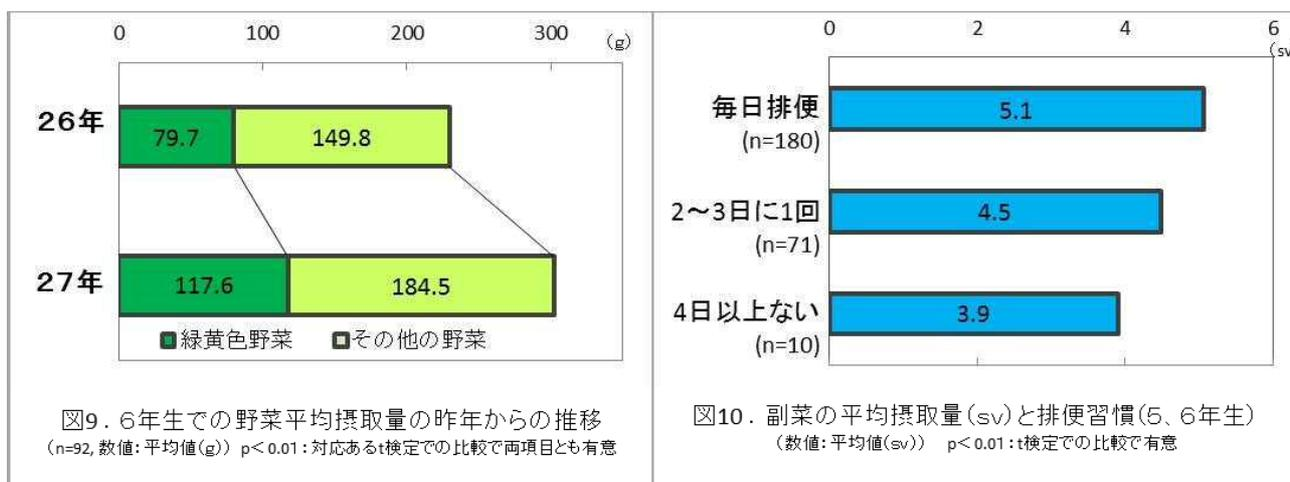 0 100 200 300 (g)
26年
79.7 149.8
27年
117.6 184.5
緑黄色野菜 その他の野菜
図9．６年生での野菜平均摂取量の昨年からの推移
（n=92, 数値：平均値(g)） p＜0.01：対応あるt検定での比較で両項目とも有意
0 2 4 6
(sv
毎日排便
(n=180)
5.1
2～3日に1回
(n=71)
4.5
4日以上ない
(n=10)
3.9
図10．副菜の平均摂取量(sv)と排便習慣(5、6年生)
（数値：平均値(sv)） p＜0.01：t検定での比較で有意